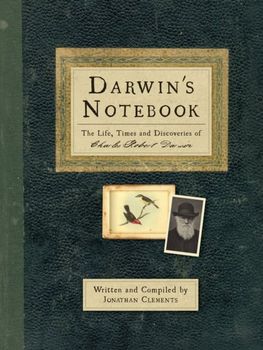 DARWIN'S
NOTEBOOK
The Life, Times and Discoveries of
Charles Robert Darwin
Written and Compiled by
JONATHAN CLEMENTS